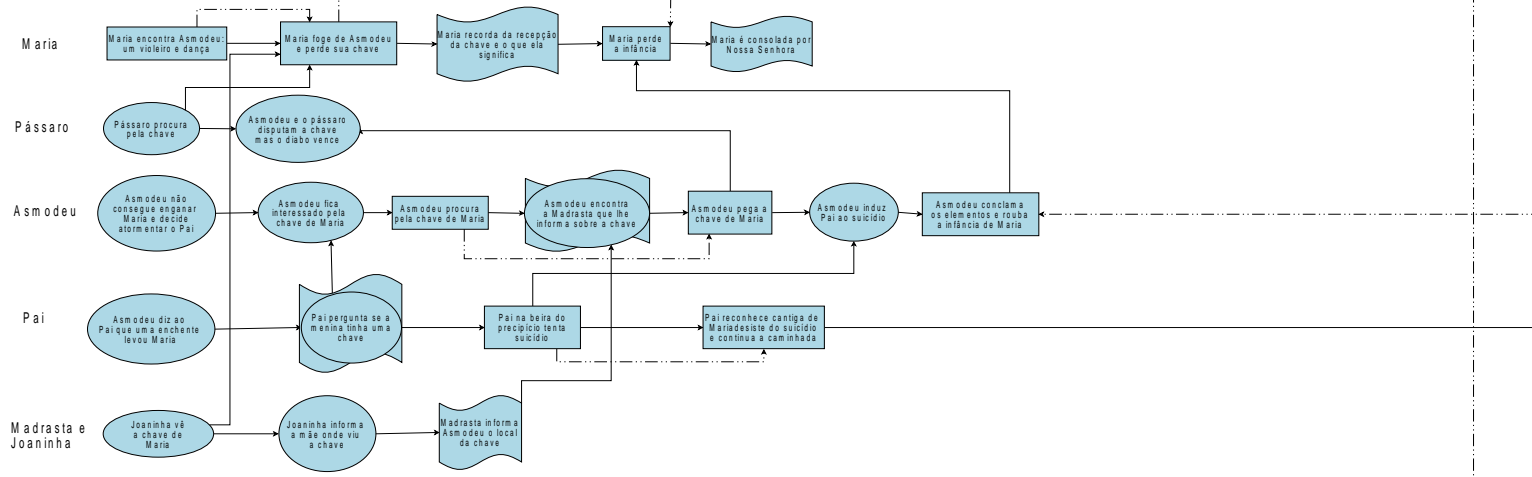 Maria
Maria encontra Asmodeu:
um violeiro e dança
Maria foge de Asmodeu
e perde sua chave
Maria recorda da recepção
da chave e o que ela
significa
Maria perde
a infância
Maria é consolada por
Nossa Senhora
Pássaro
Pássaro procura
pela chave
Asmodeu e o pássaro
disputam a chave
mas o diabo vence
Asmodeu
Asmodeu não
consegue enganar
Maria e decide
atormentar o Pai
Asmodeu fica
interessado pela
chave de Maria
Asmodeu procura
pela chave de Maria
Asmodeu encontra
a Madrasta que lhe
informa sobre a chave
Asmodeu pega a
chave de Maria
Asmodeu induz
Pai ao suicídio
Asmodeu conclama
os elementos e rouba
a infância de Maria
Pai
Asmodeu diz ao
Pai que uma enchente
levou Maria
Pai pergunta se a
menina tinha uma
chave
Pai na beira do
precipício tenta
suicídio
Pai reconhece cantiga de
Mariadesiste do suicídio
e continua a caminhada
Madrasta e
Joaninha
Joaninha vê
a chave de
Maria
Joaninha informa
a mãe onde viu
a chave
Madrasta informa
Asmodeu o local
da chave